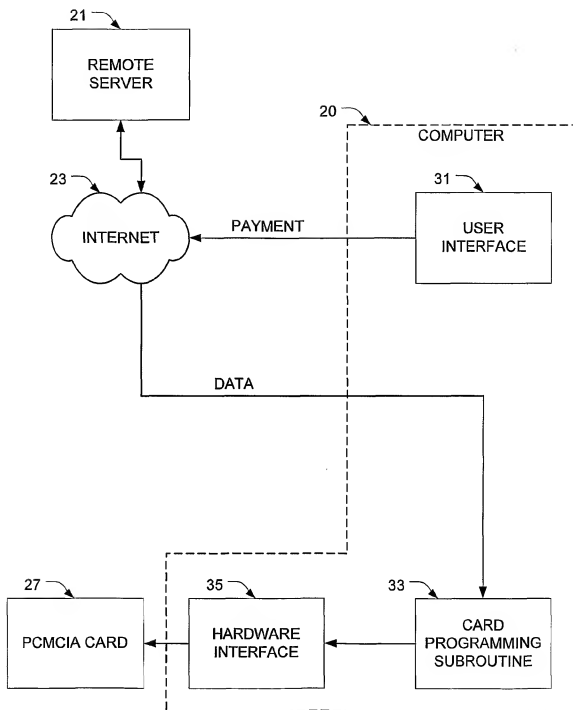 21
REMOTE
SERVER
20
COMPUTER
23
31
INTERNET
PAYMENT
USER
INTERFACE
DATA
27
35
33
PCMCIA CARD
HARDWARE
INTERFACE
CARD
PROGRAMMING
SUBROUTINE